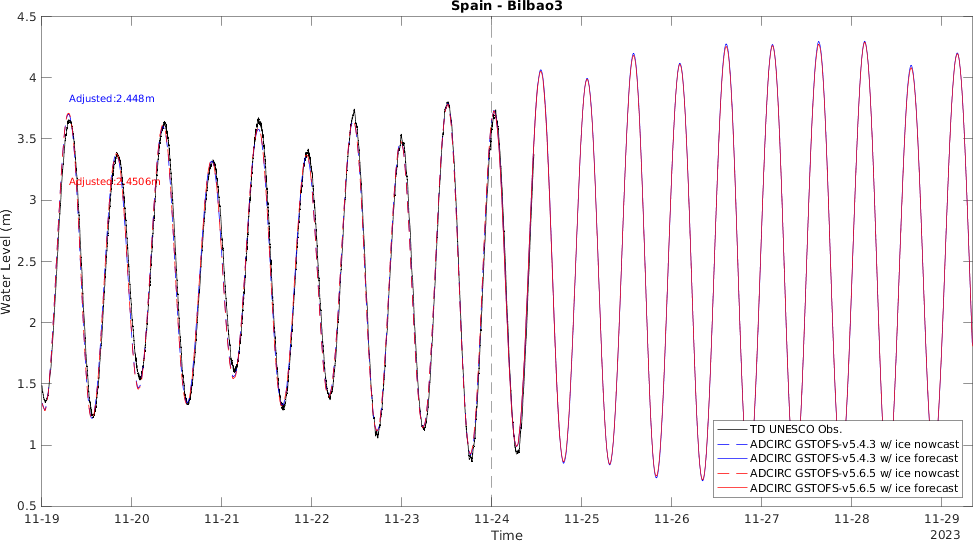 Spain - Bilbao3
4.5
4
3.5
3
2.5
2
1.5
1
0.5
Water Level (m)
Adjusted:2.448m
Adjusted:2.4506m
TD UNESCO Obs.
ADCIRC GSTOFS-v5.4.3 w/ ice nowcast
ADCIRC GSTOFS-v5.4.3 w/ ice forecast
ADCIRC GSTOFS-v5.6.5 w/ ice nowcast
ADCIRC GSTOFS-v5.6.5 w/ ice forecast
11-19 11-20 11-21 11-22 11-23 11-24 11-25 11-26 11-27 11-28 11-29
Time
2023